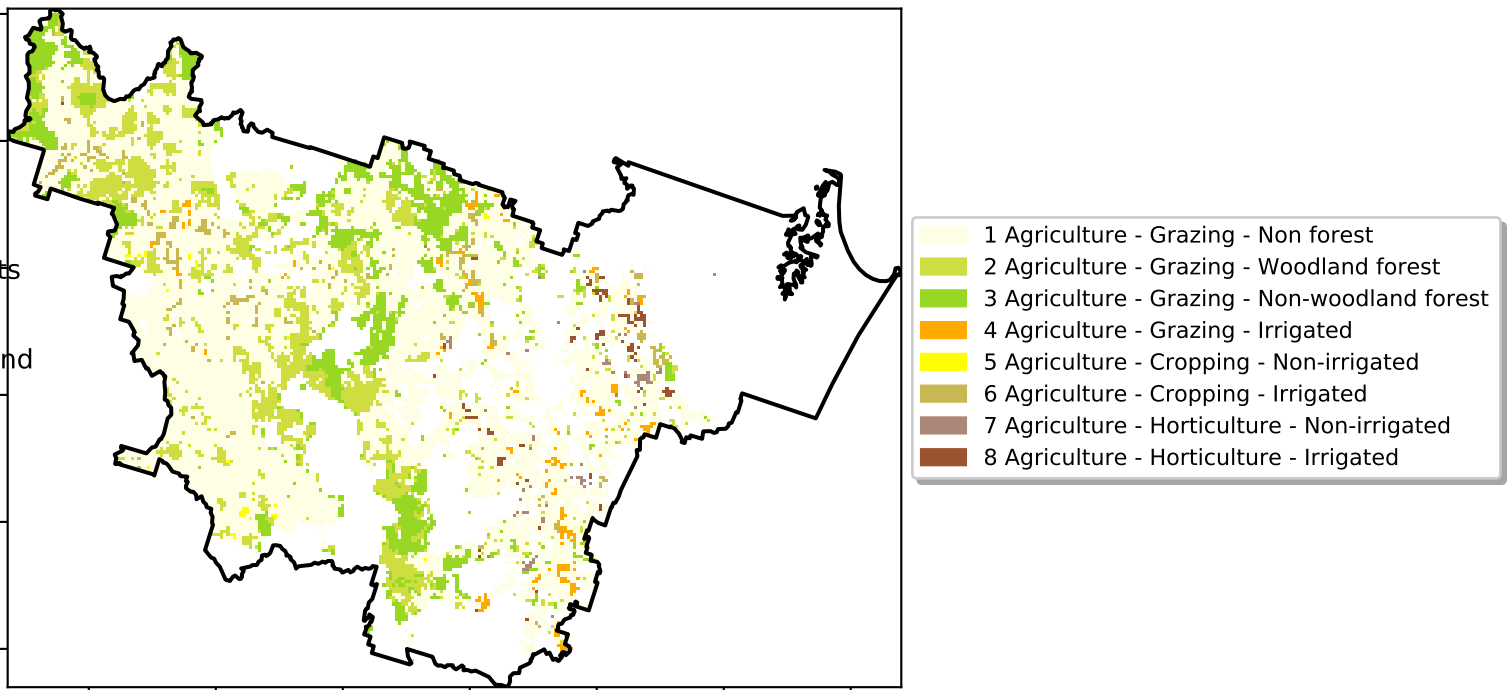 ts
nd
1 Agriculture - Grazing - Non forest
2 Agriculture - Grazing - Woodland forest
3 Agriculture - Grazing - Non-woodland forest
4 Agriculture - Grazing - Irrigated
5 Agriculture - Cropping - Non-irrigated
6 Agriculture - Cropping - Irrigated
7 Agriculture - Horticulture - Non-irrigated
8 Agriculture - Horticulture - Irrigated